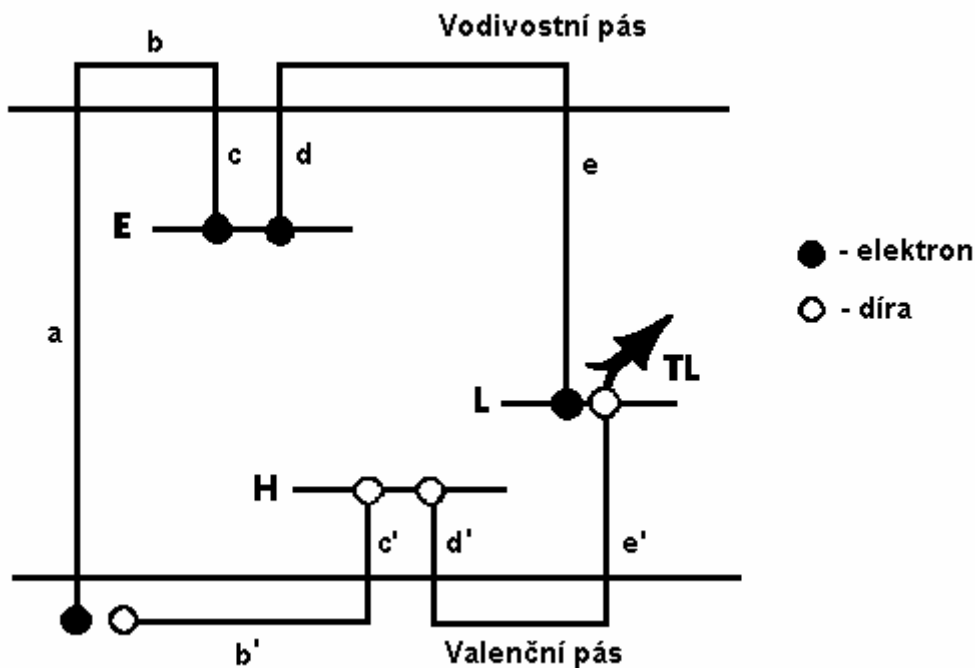 Vodivostní pás
b
c
d
e
E
- elektron
- díra
a
TL
L
H
c'
d'
e'
b'
Valenční pás